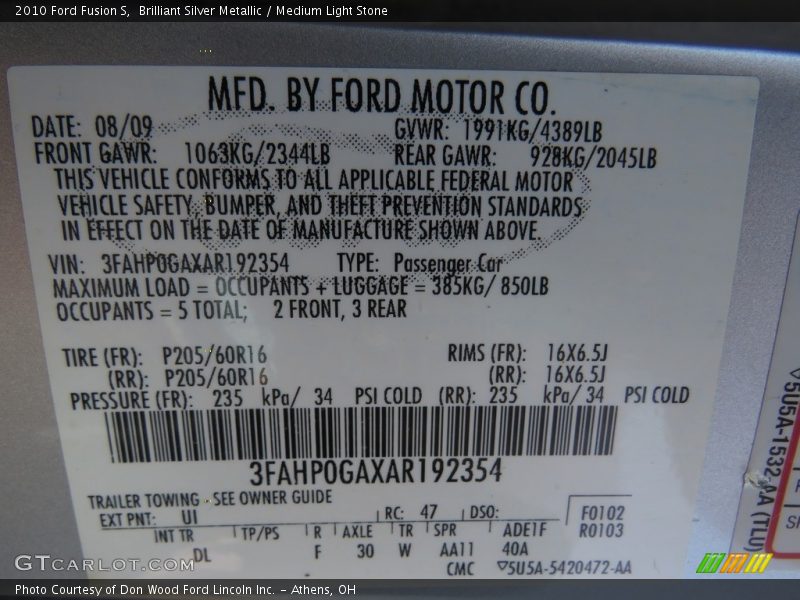 2010 Ford Fusion S,  Brilliant Silver Metallic / Medium Light Stone
MFD. BY FORD MOTOR CO.
DATE: 08/09 GVWR: 1991KG/4389LB
FRONT GAWR: 1063KG/2344LB REAR GAWR: 928KG/2045LB
THIS VEHICLE CONFORMS TO ALL APPLICABLE FEDERAL MOTOR
VEHICLE SAFETY, BUMPER, AND THEFT PREVENTION STANDARDS
IN EFFECT ON THE DATE OF MANUFACTURE SHOWN ABOVE.
VIN: 3FAHP0GAXAR192354 TYPE: Passenger Car
MAXIMUM LOAD = OCCUPANTS + LUGGAGE = 385KG/ 850LB
OCCUPANTS = 5 TOTAL; 2 FRONT, 3 REAR
TIRE (FR): P205/60R16 RIMS (FR): 16X6.5J
(RR): P205/60R16 (RR): 16X6.5J
PRESSURE (FR): 235 kPa/ 34 PSI COLD (RR): 235 kPa/ 34 PSI COLD
3FAHP0GAXAR192354
TRAILER TOWING - SEE OWNER GUIDE
EXT PNT: UI RC: 47 DSO: F0102
INT TR TP/PS R AXLE TR SPR ADE1F R0103
DL F 30 W AA11 40A
CMC 5U5A-5420472-AA
5U5A-1532 AA (TLU)
GTCARLOT.COM
Photo Courtesy of Don Wood Ford Lincoln Inc. – Athens, OH